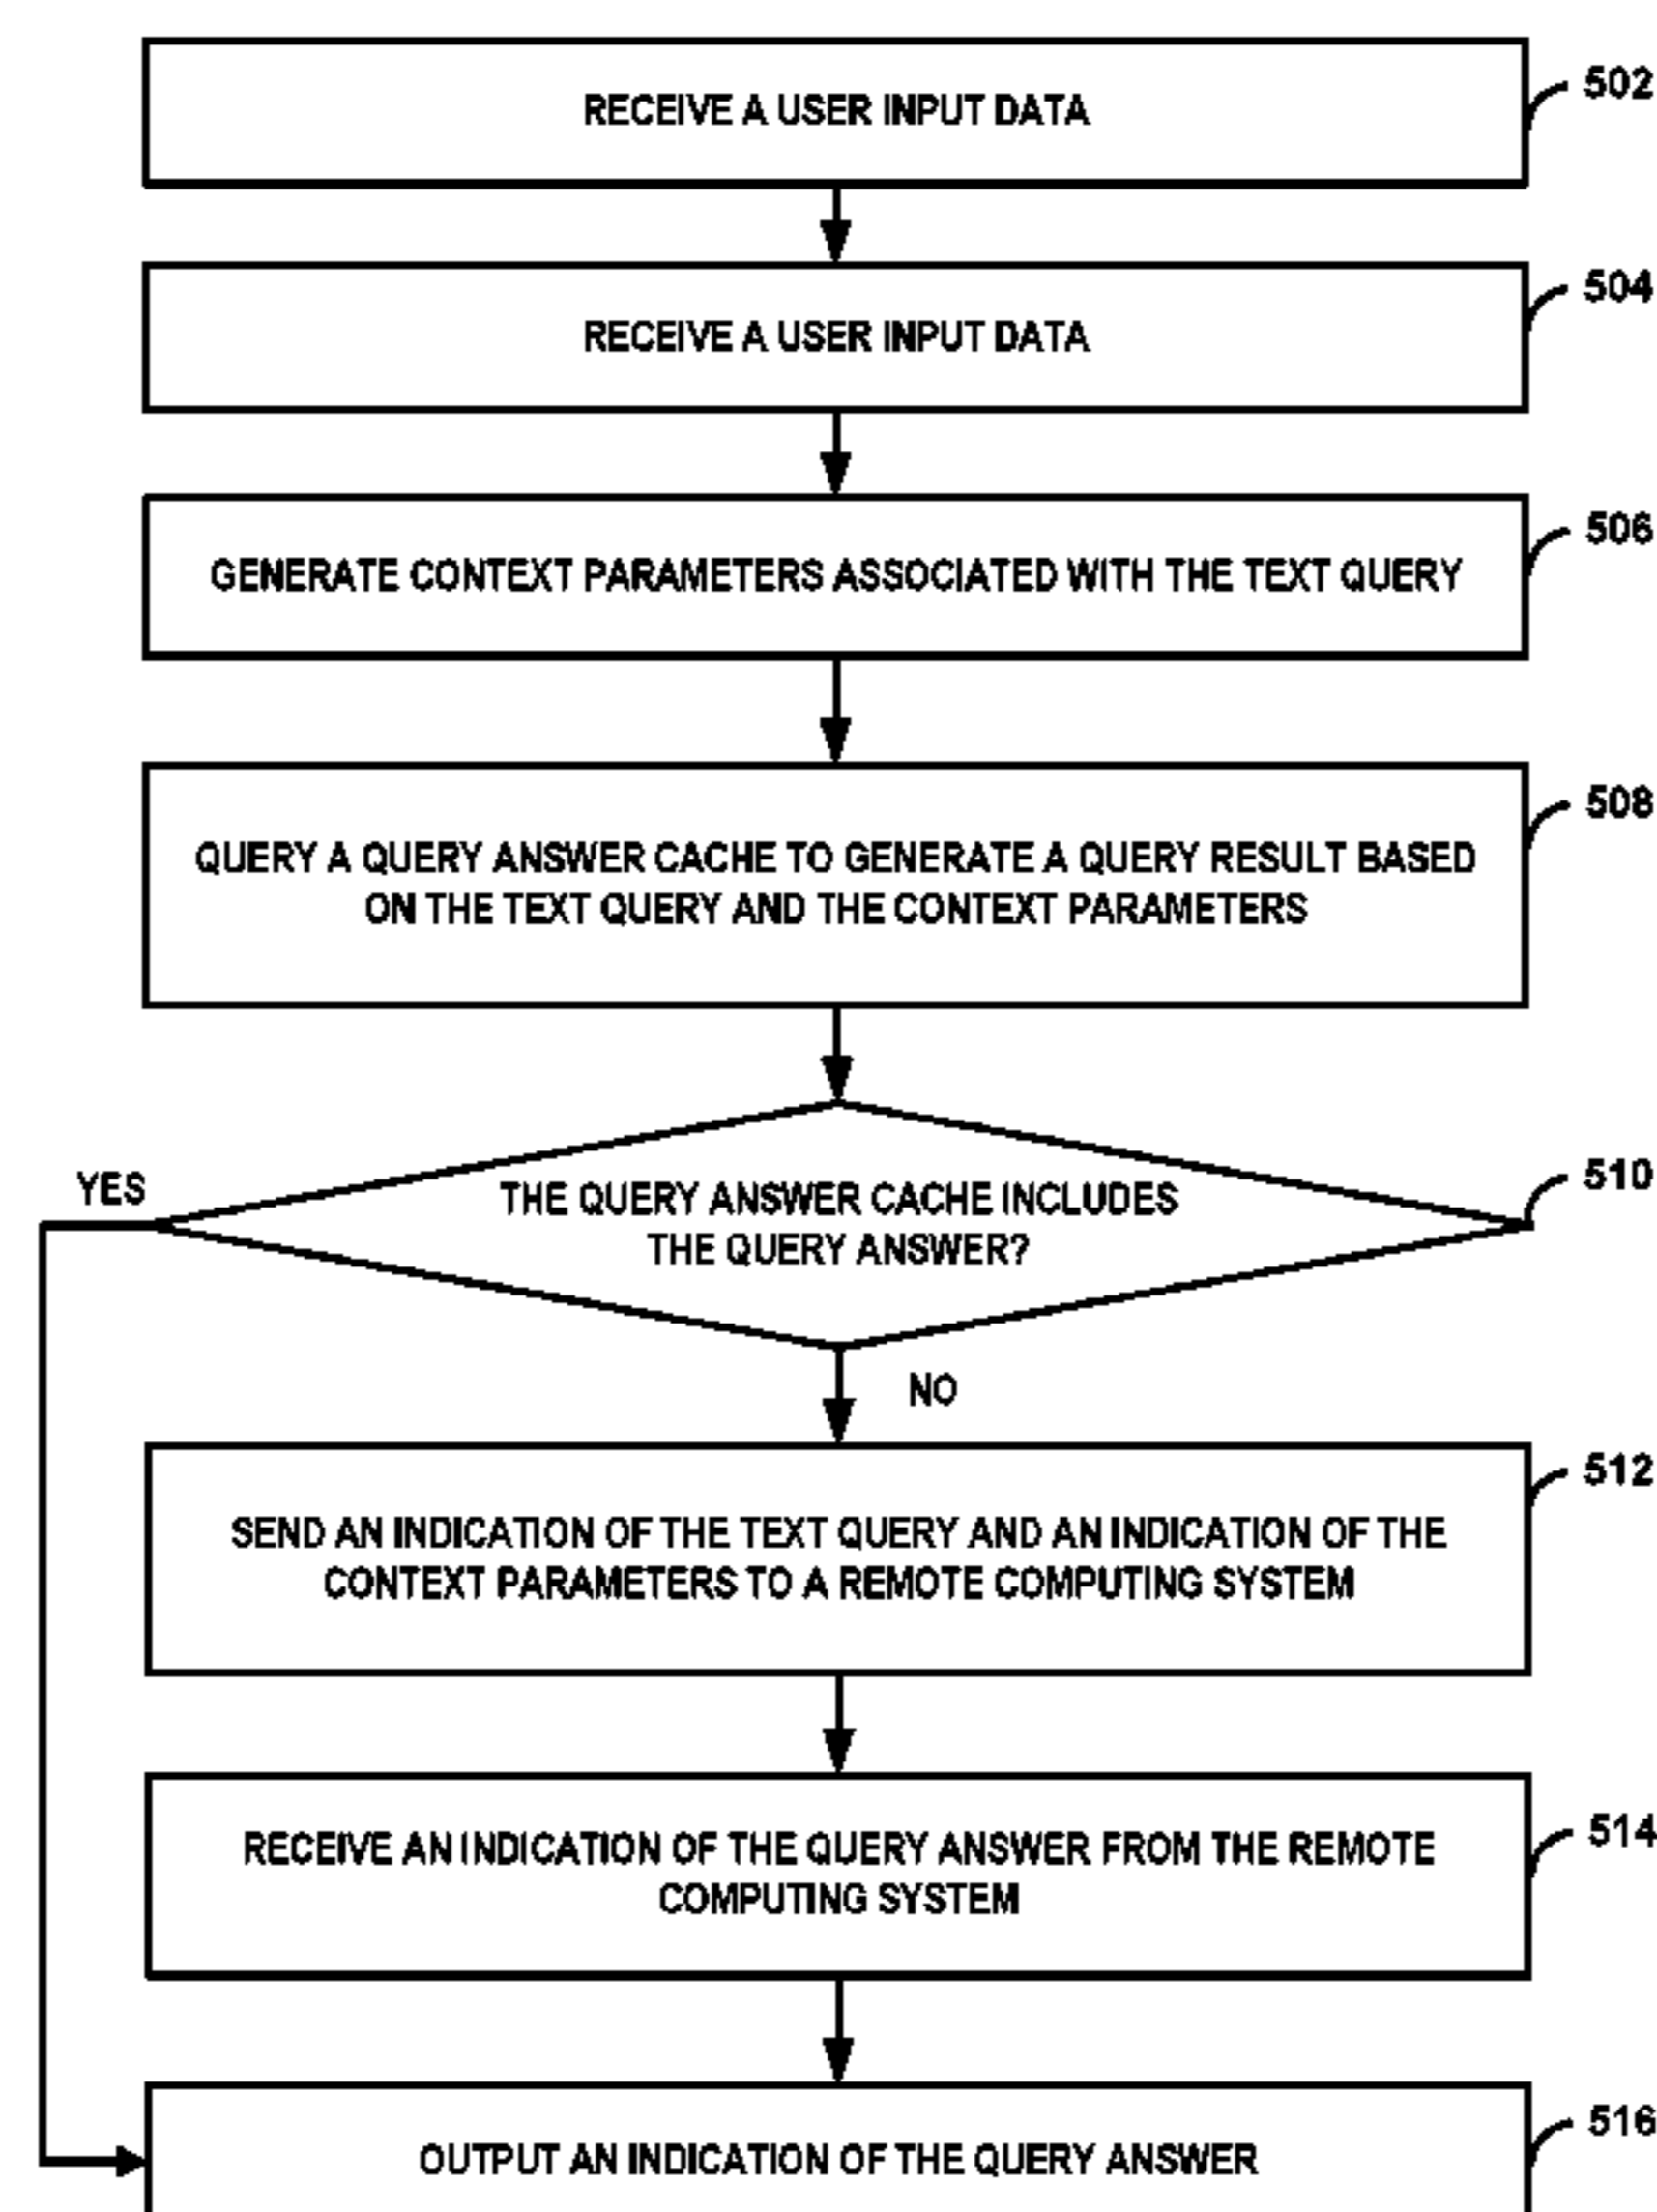 RECEIVE A USER INPUT DATA
502
RECEIVE A USER INPUT DATA
504
GENERATE CONTEXT PARAMETERS ASSOCIATED WITH THE TEXT QUERY
506
QUERY A QUERY ANSWER CACHE TO GENERATE A QUERY RESULT BASED
ON THE TEXT QUERY AND THE CONTEXT PARAMETERS
508
YES
THE QUERY ANSWER CACHE INCLUDES
THE QUERY ANSWER?
510
NO
SEND AN INDICATION OF THE TEXT QUERY AND AN INDICATION OF THE
CONTEXT PARAMETERS TO A REMOTE COMPUTING SYSTEM
512
RECEIVE AN INDICATION OF THE QUERY ANSWER FROM THE REMOTE
COMPUTING SYSTEM
514
OUTPUT AN INDICATION OF THE QUERY ANSWER
516